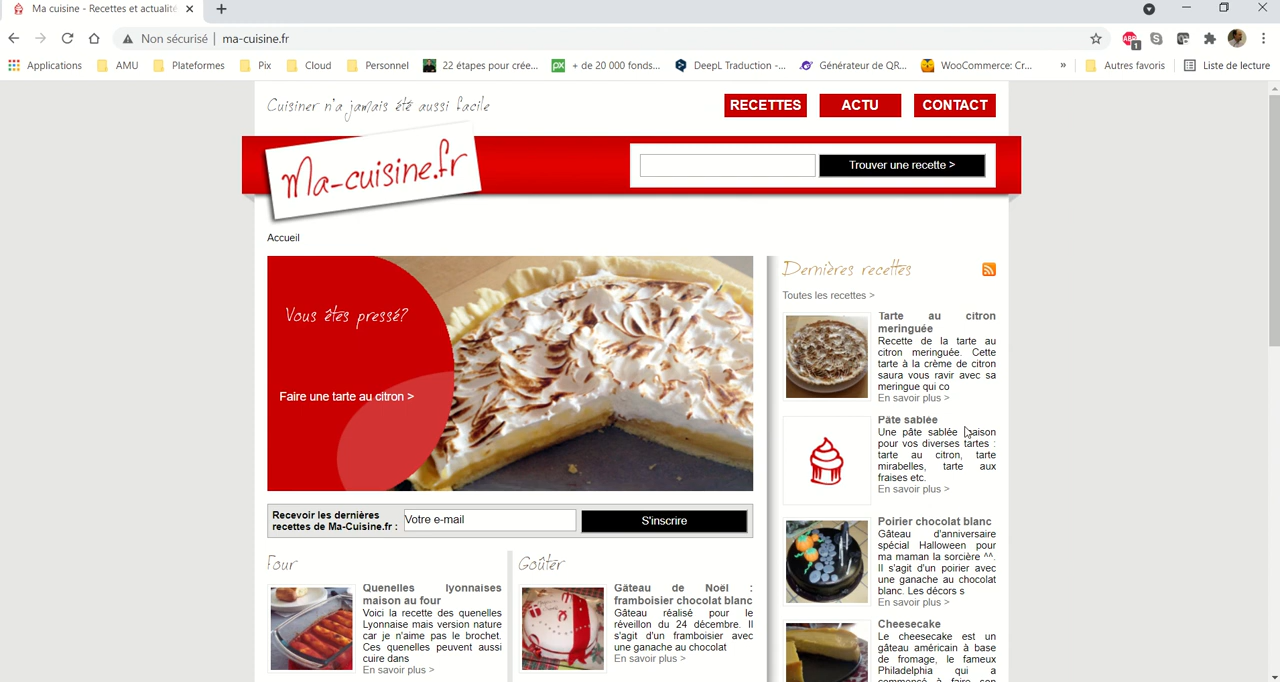 Ma cuisine - Recettes et actualité
Non sécurisé | ma-cuisine.fr
Applications AMU Plateformes Pix Cloud Personnel 22 étapes pour crée... + de 20 000 fonds... DeepL Traduction -... Générateur de QR... WooCommerce: Cr... » Autres favoris Liste de lecture
Cuisiner n'a jamais été aussi facile
RECETTES ACTU CONTACT
Ma-cuisine.fr
Trouver une recette >
Accueil
Vous êtes pressé?
Faire une tarte au citron >
Recevoir les dernières
recettes de Ma-Cuisine.fr :
Votre e-mail
S'inscrire
Four
Quenelles lyonnaises
maison au four
Voici la recette des quenelles
Lyonnaise mais version nature
car je n'aime pas le brochet.
Ces quenelles peuvent aussi
cuire dans
En savoir plus >
Goûter
Gâteau de Noël :
framboisier chocolat blanc
Gâteau réalisé pour le
réveillon du 24 décembre. Il
s'agit d'un framboisier avec
une ganache au chocolat
En savoir plus >
Dernières recettes
Toutes les recettes >
Tarte au citron
meringuée
Recette de la tarte au
citron meringuée. Cette
tarte à la crème de citron
saura vous ravir avec sa
meringue qui co
En savoir plus >
Pâte sablée
Une pâte sablée maison
pour vos diverses tartes :
tarte au citron, tarte
mirabelles, tarte aux
fraises etc.
En savoir plus >
Poirier chocolat blanc
Gâteau d'anniversaire
spécial Halloween pour
ma maman la sorcière ^^.
Il s'agit d'un poirier avec
une ganache au chocolat
blanc. Les décors s
En savoir plus >
Cheesecake
Le cheesecake est un
gâteau américain à base
de fromage, le fameux
Philadelphia qui a
commencé à faire son